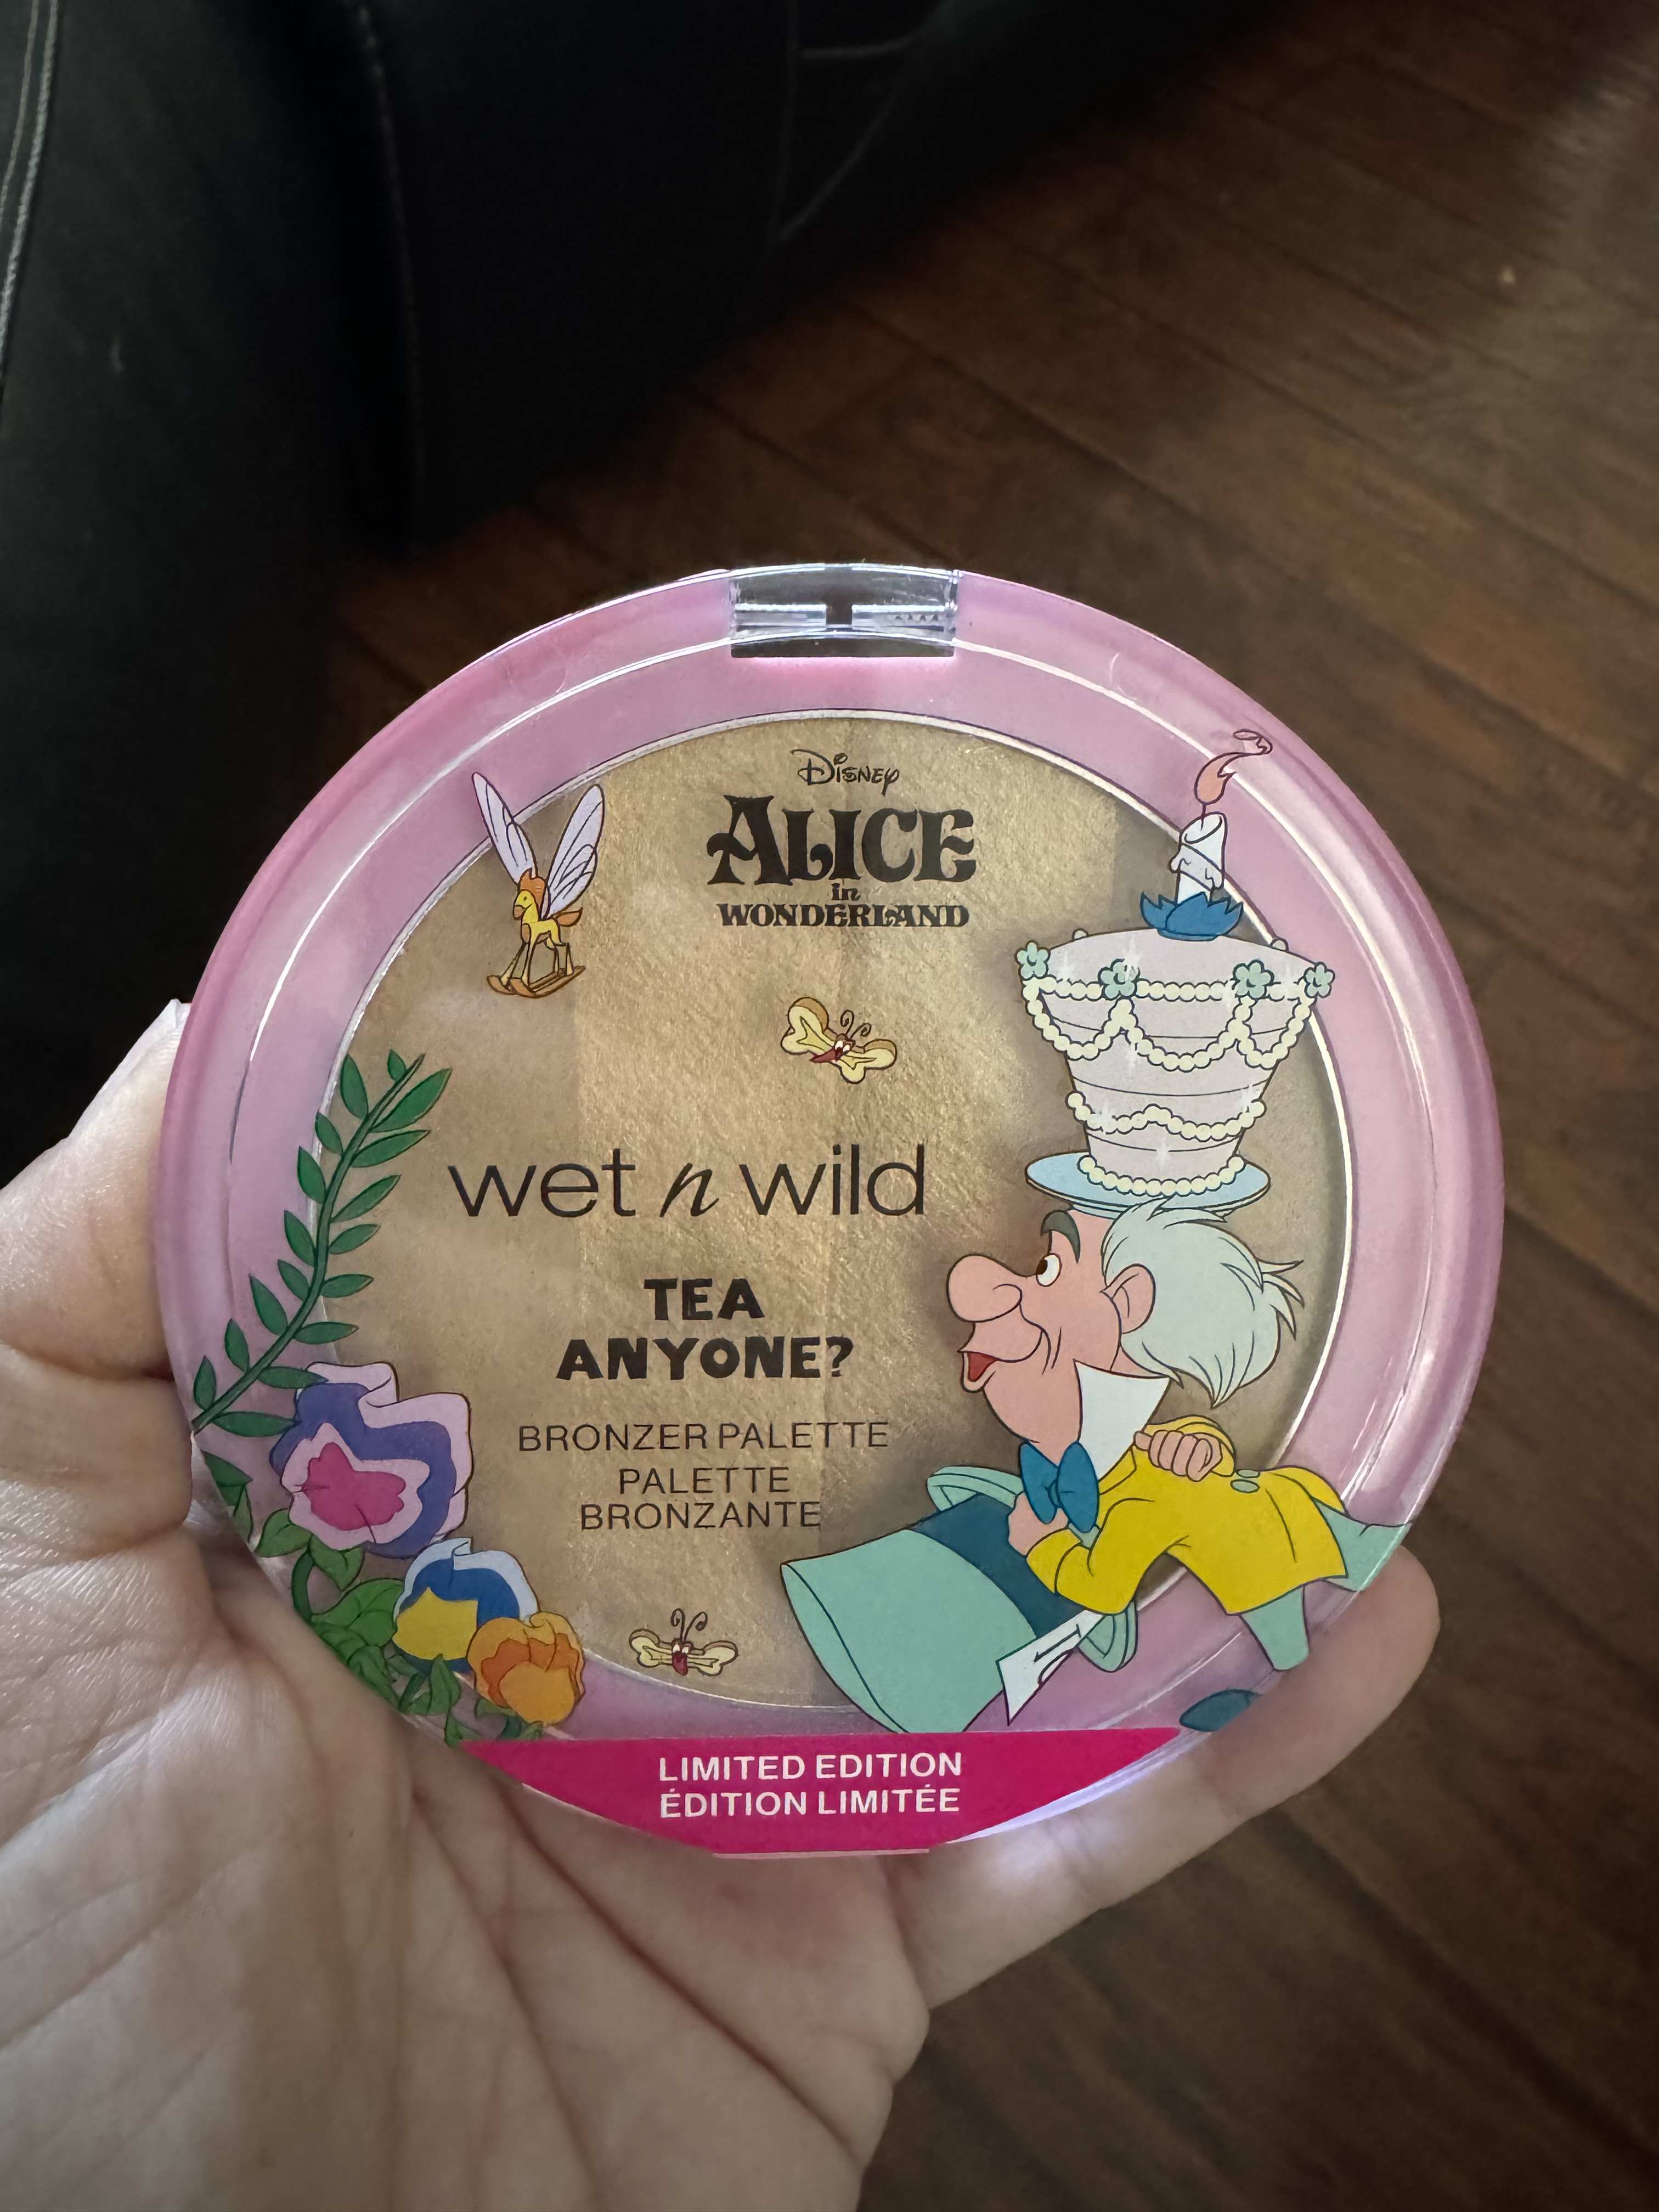 Disney
ALICE
in
WONDERLAND
wet n wild
TEA
ANYONE?
BRONZER PALETTE
PALETTE
BRONZANTE
LIMITED EDITION
ÉDITION LIMITÉE